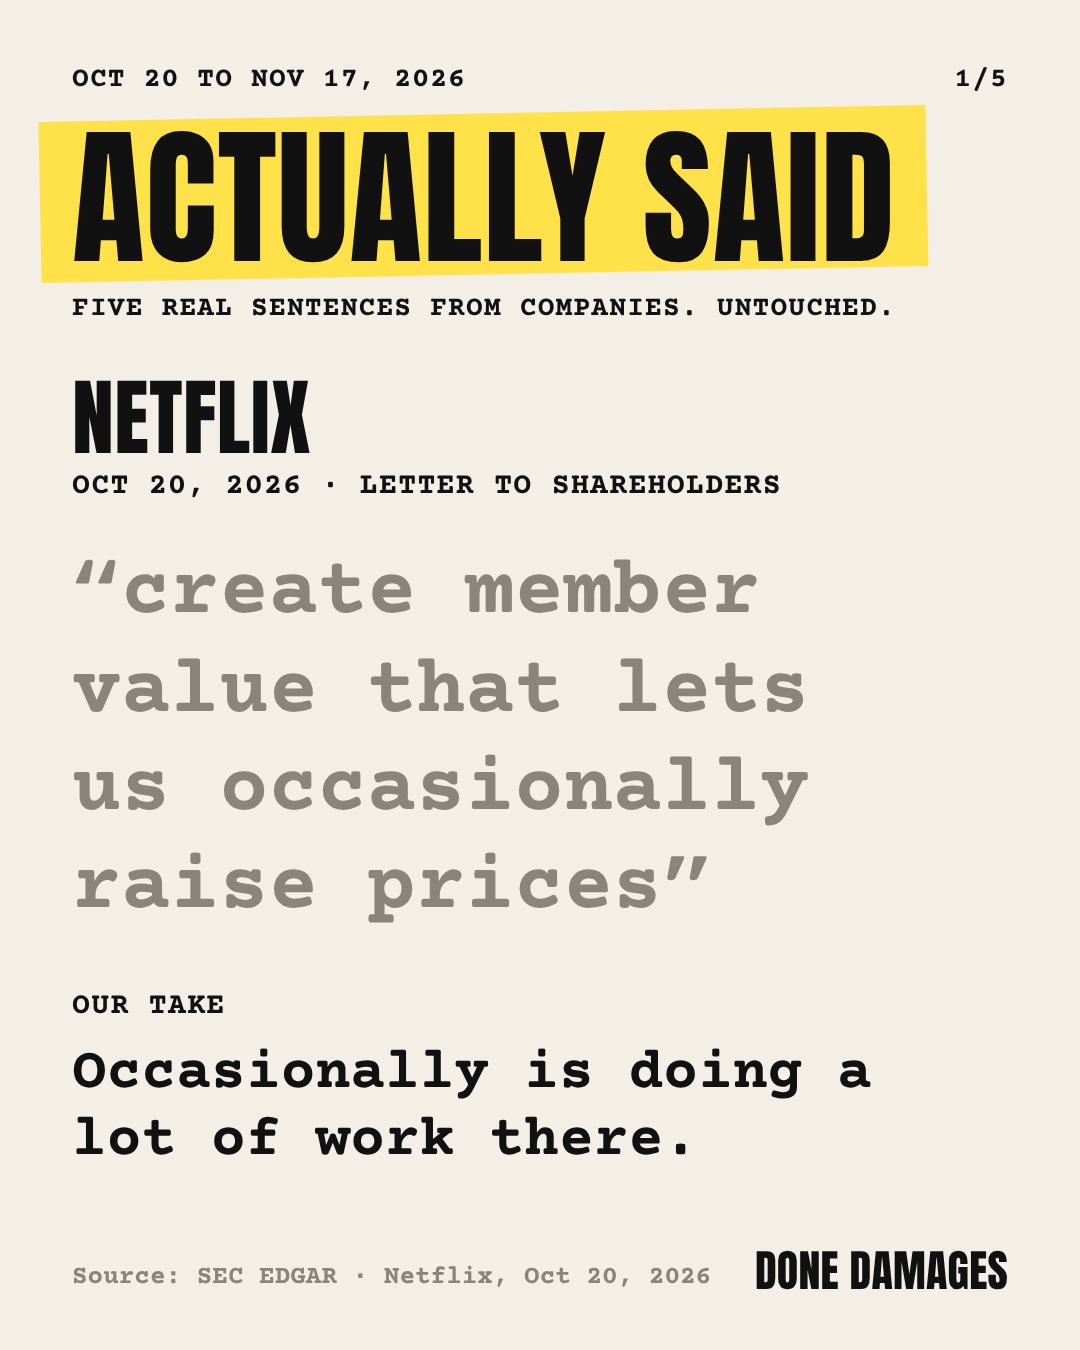 OCT 20 TO NOV 17, 2026 1/5
ACTUALLY SAID
FIVE REAL SENTENCES FROM COMPANIES. UNTOUCHED.
NETFLIX
OCT 20, 2026 · LETTER TO SHAREHOLDERS
“create member
value that lets
us occasionally
raise prices”
OUR TAKE
Occasionally is doing a
lot of work there.
Source: SEC EDGAR · Netflix, Oct 20, 2026 DONE DAMAGES